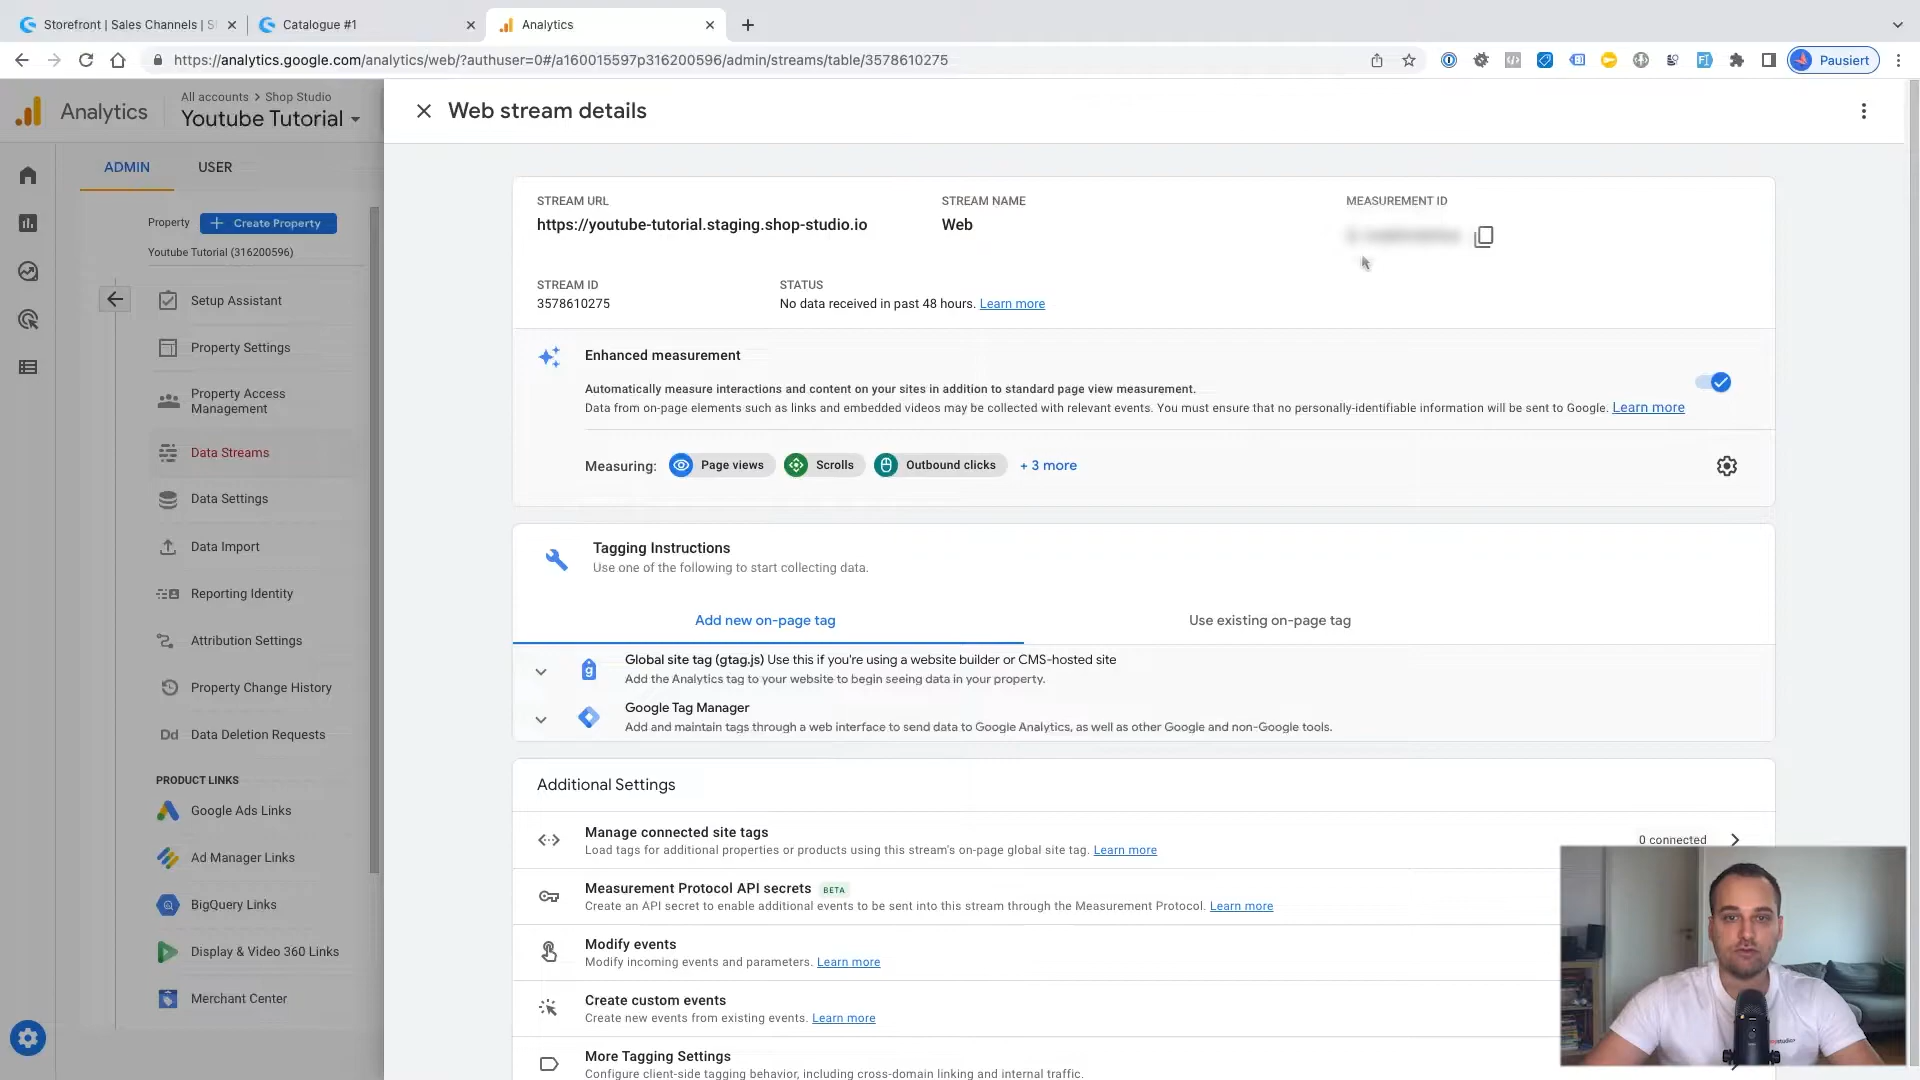 Storefront | Sales Channels | S
Catalogue #1
Analytics
https://analytics.google.com/analytics/web/?authuser=0#/a160015597p316200596/admin/streams/table/3578610275
Pausiert
Analytics
All accounts > Shop Studio
Youtube Tutorial
Web stream details
ADMIN
USER
Property
Create Property
Youtube Tutorial (316200596)
Setup Assistant
Property Settings
Property Access
Management
Data Streams
Data Settings
Data Import
Reporting Identity
Attribution Settings
Property Change History
Dd Data Deletion Requests
PRODUCT LINKS
Google Ads Links
Ad Manager Links
BigQuery Links
Display & Video 360 Links
Merchant Center
STREAM URL
https://youtube-tutorial.staging.shop-studio.io
STREAM NAME
Web
MEASUREMENT ID
STREAM ID
3578610275
STATUS
No data received in past 48 hours. Learn more
Enhanced measurement
Automatically measure interactions and content on your sites in addition to standard page view measurement.
Data from on-page elements such as links and embedded videos may be collected with relevant events. You must ensure that no personally-identifiable information will be sent to Google. Learn more
Measuring:
Page views
Scrolls
Outbound clicks
+ 3 more
Tagging Instructions
Use one of the following to start collecting data.
Add new on-page tag
Use existing on-page tag
Global site tag (gtag.js) Use this if you're using a website builder or CMS-hosted site
Add the Analytics tag to your website to begin seeing data in your property.
Google Tag Manager
Add and maintain tags through a web interface to send data to Google Analytics, as well as other Google and non-Google tools.
Additional Settings
Manage connected site tags
Load tags for additional properties or products using this stream's on-page global site tag. Learn more
0 connected
Measurement Protocol API secrets BETA
Create an API secret to enable additional events to be sent into this stream through the Measurement Protocol. Learn more
Modify events
Modify incoming events and parameters. Learn more
Create custom events
Create new events from existing events. Learn more
More Tagging Settings
Configure client-side tagging behavior, including cross-domain linking and internal traffic.